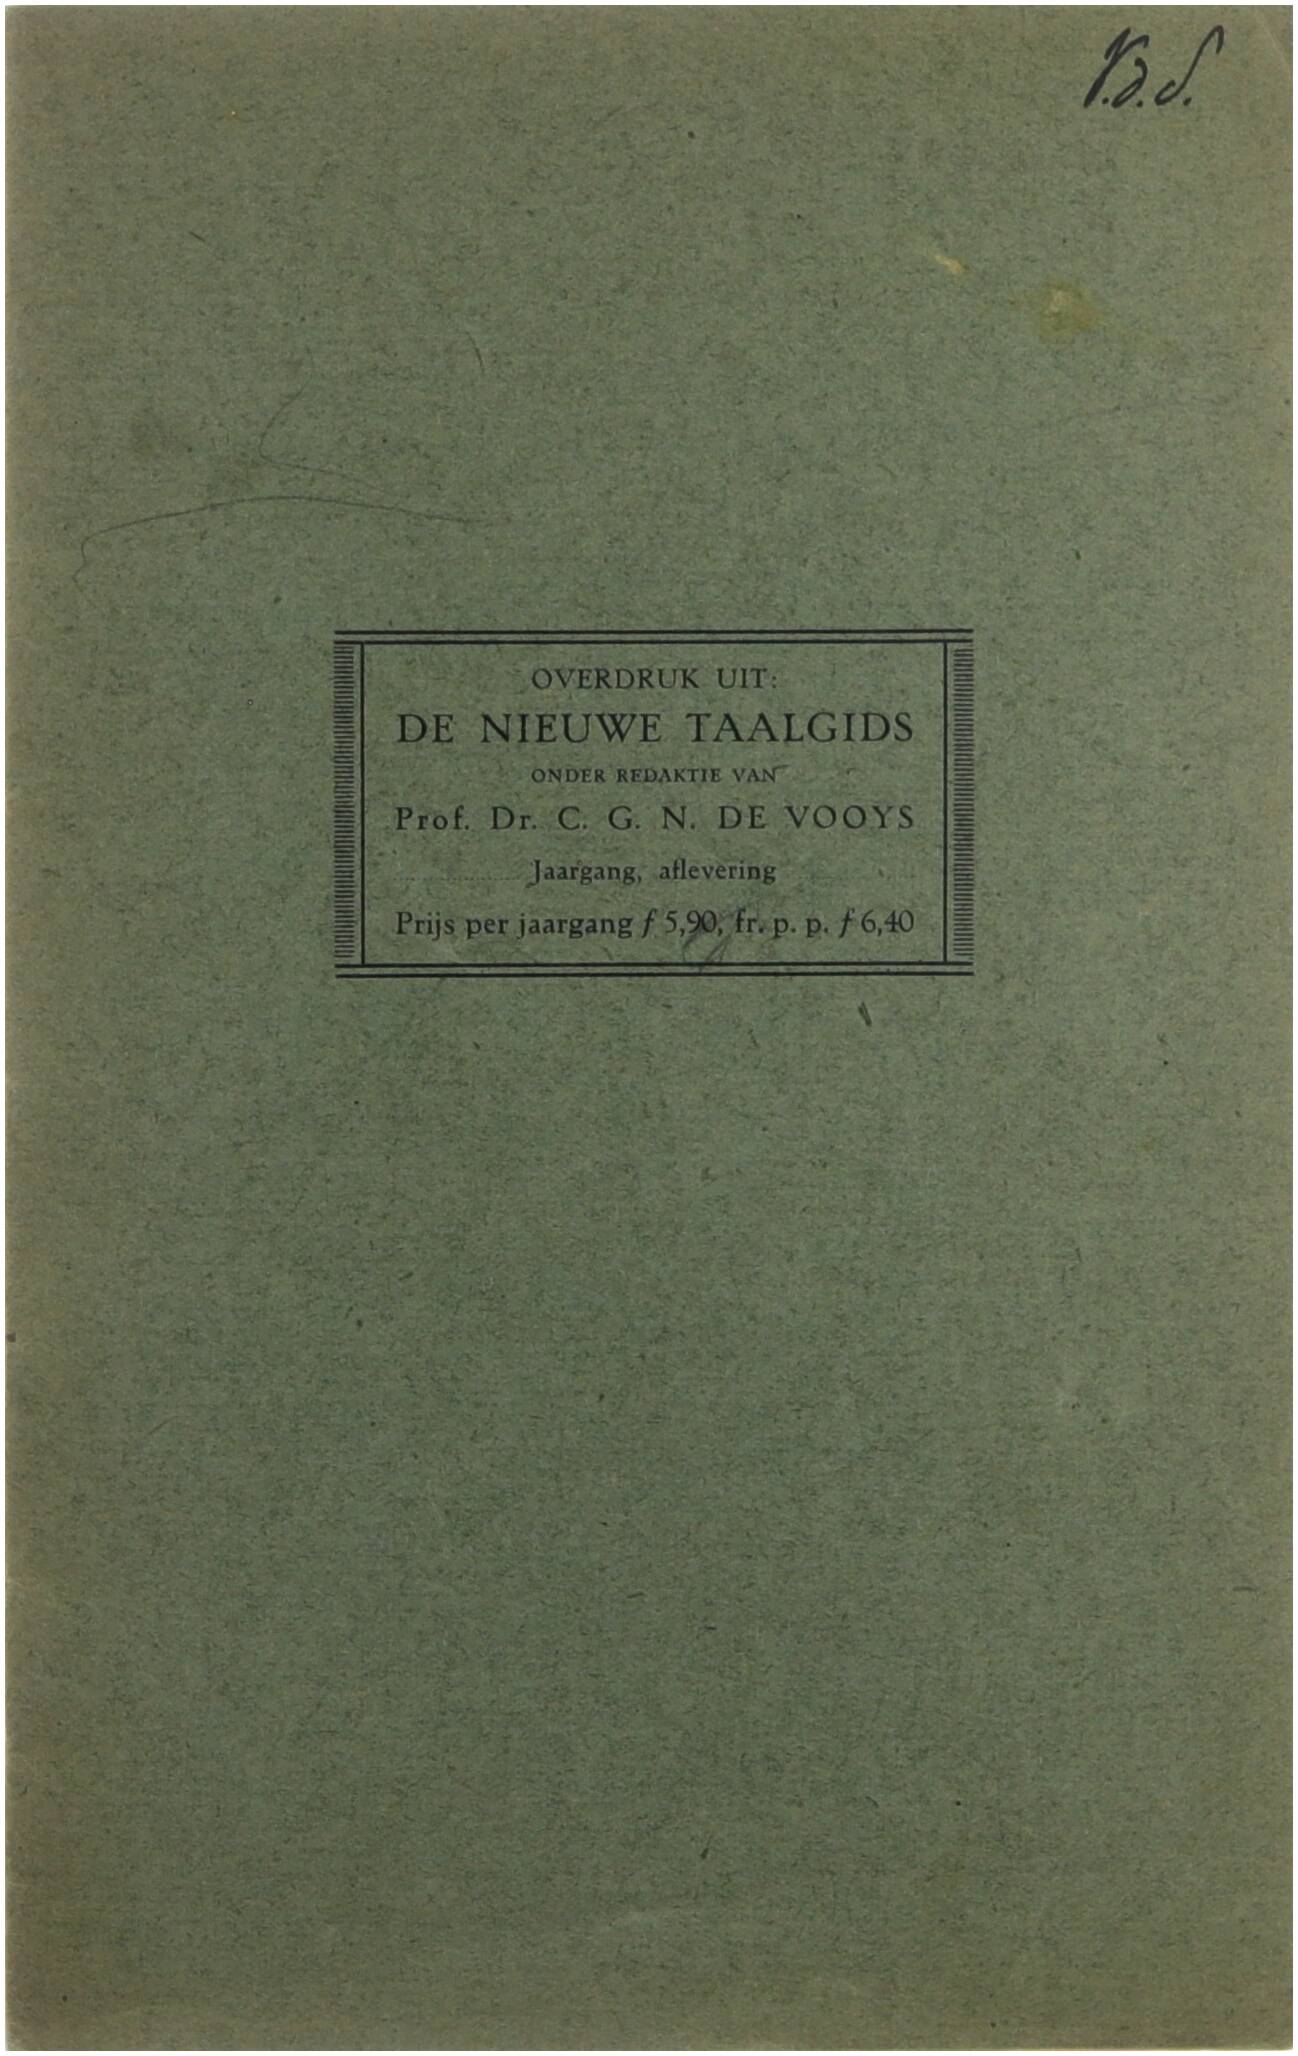 v.d.S.
OVERDRUK UIT:
DE NIEUWE TAALGIDS
ONDER REDAKTIE VAN
Prof. Dr. C. G. N. DE VOOYS
Jaargang, aflevering
Prijs per jaargang f 5,90, fr. p. p. f 6,40